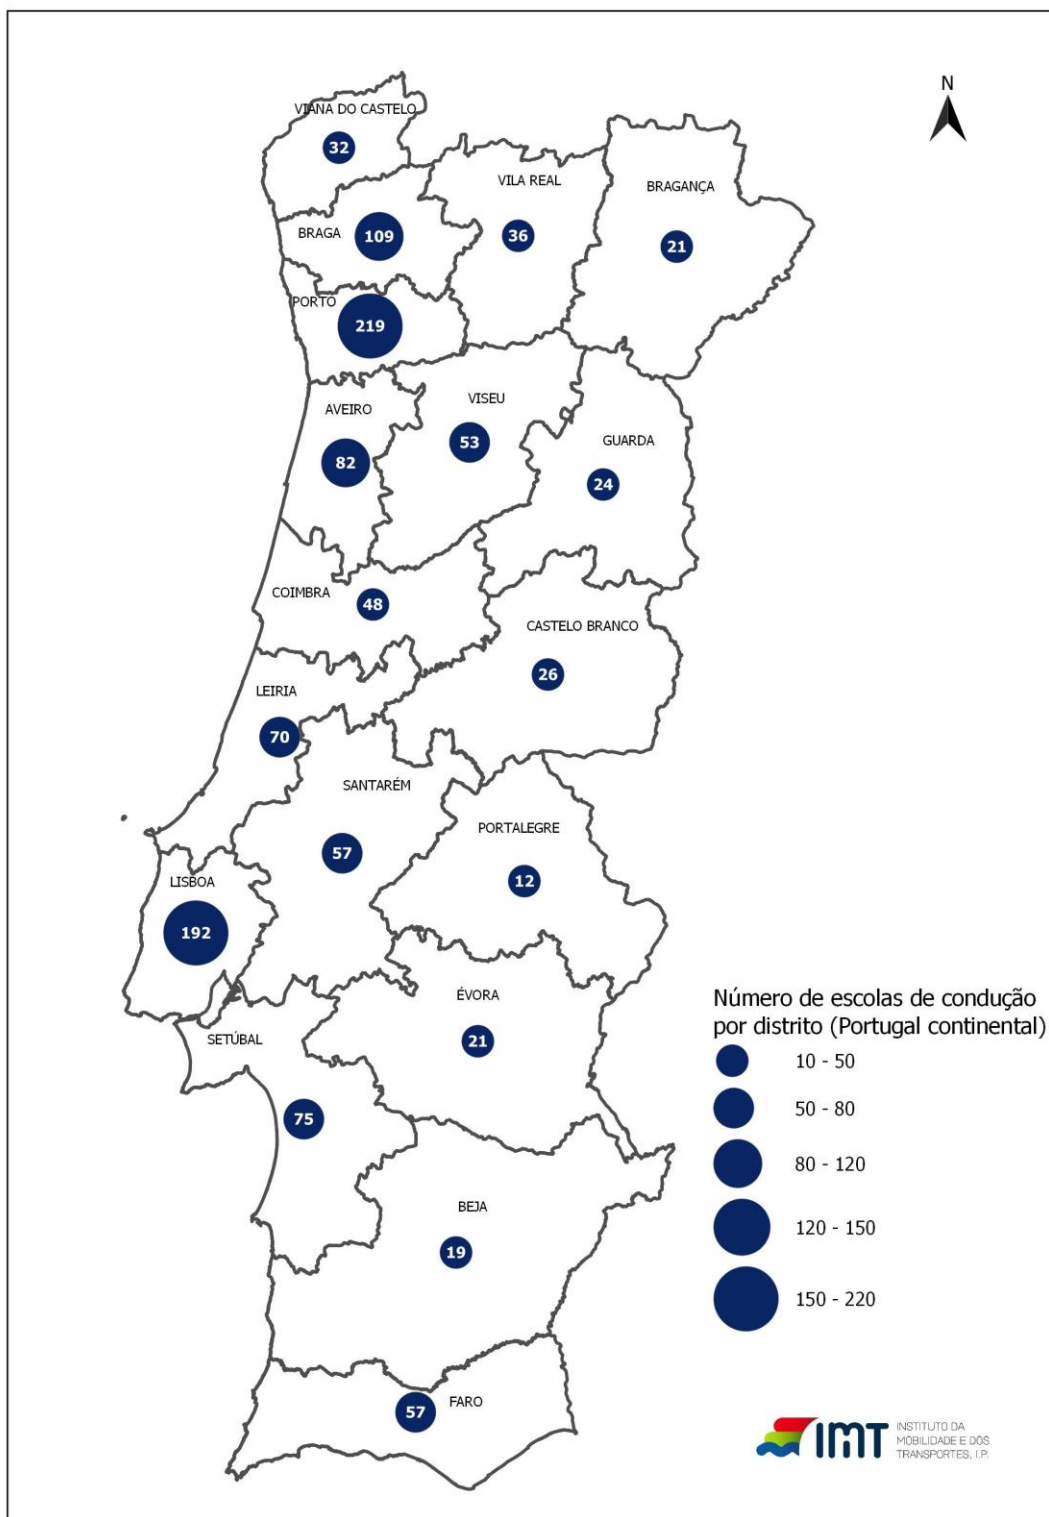 N
VIANA DO CASTELO
32
VILA REAL
36
BRAGANÇA
21
BRAGA
109
PORTO
219
AVEIRO
82
VISEU
53
GUARDA
24
COIMBRA
48
CASTELO BRANCO
26
LEIRIA
70
SANTARÉM
57
PORTALEGRE
12
LISBOA
192
ÉVORA
21
SETÚBAL
75
BEJA
19
FARO
57
Número de escolas de condução
por distrito (Portugal continental)
10 - 50
50 - 80
80 - 120
120 - 150
150 - 220
IMT
INSTITUTO DA
MOBILIDADE E DOS
TRANSPORTES, I.P.